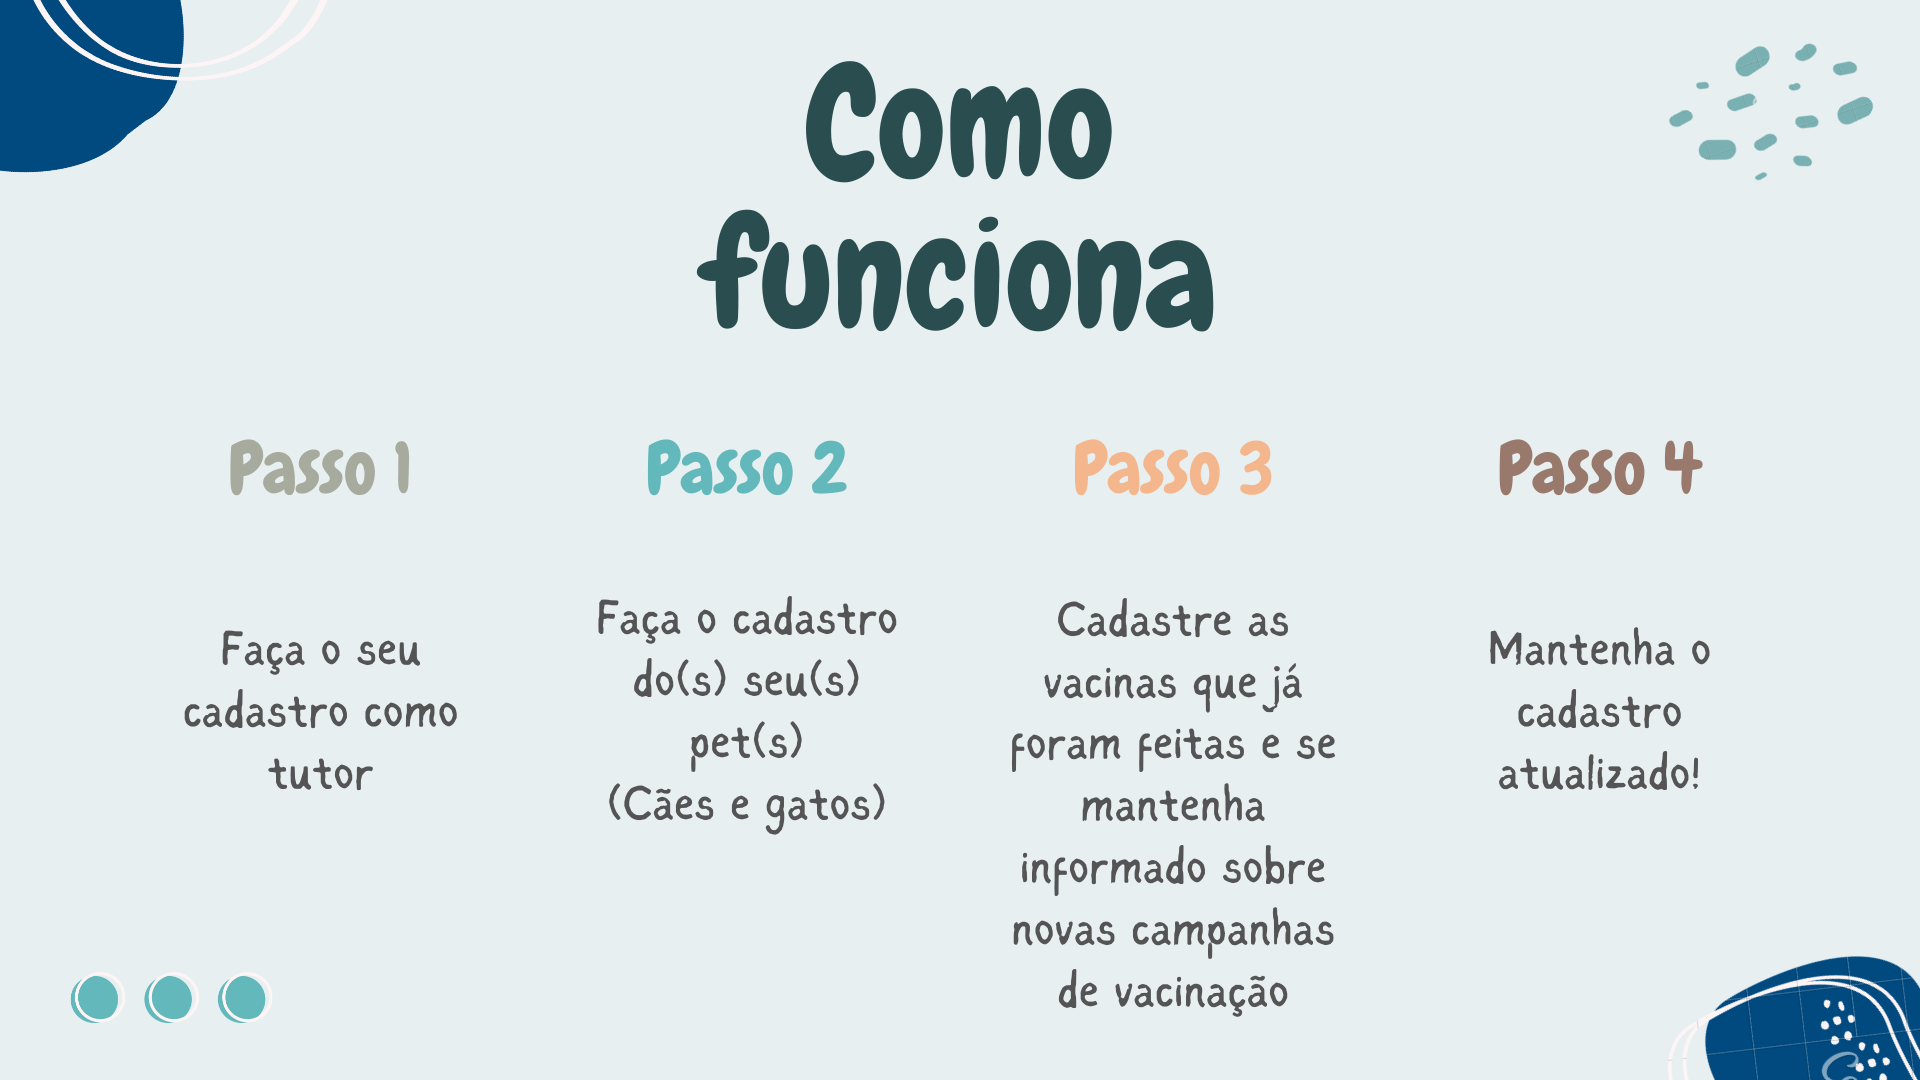 Como
funciona
Passo 1
Faça o seu
cadastro como
tutor
Passo 2
Faça o cadastro
do(s) seu(s)
pet(s)
(Cães e gatos)
Passo 3
Cadastre as
vacinas que já
foram feitas e se
mantenha
informado sobre
novas campanhas
de vacinação
Passo 4
Mantenha o
cadastro
atualizado!